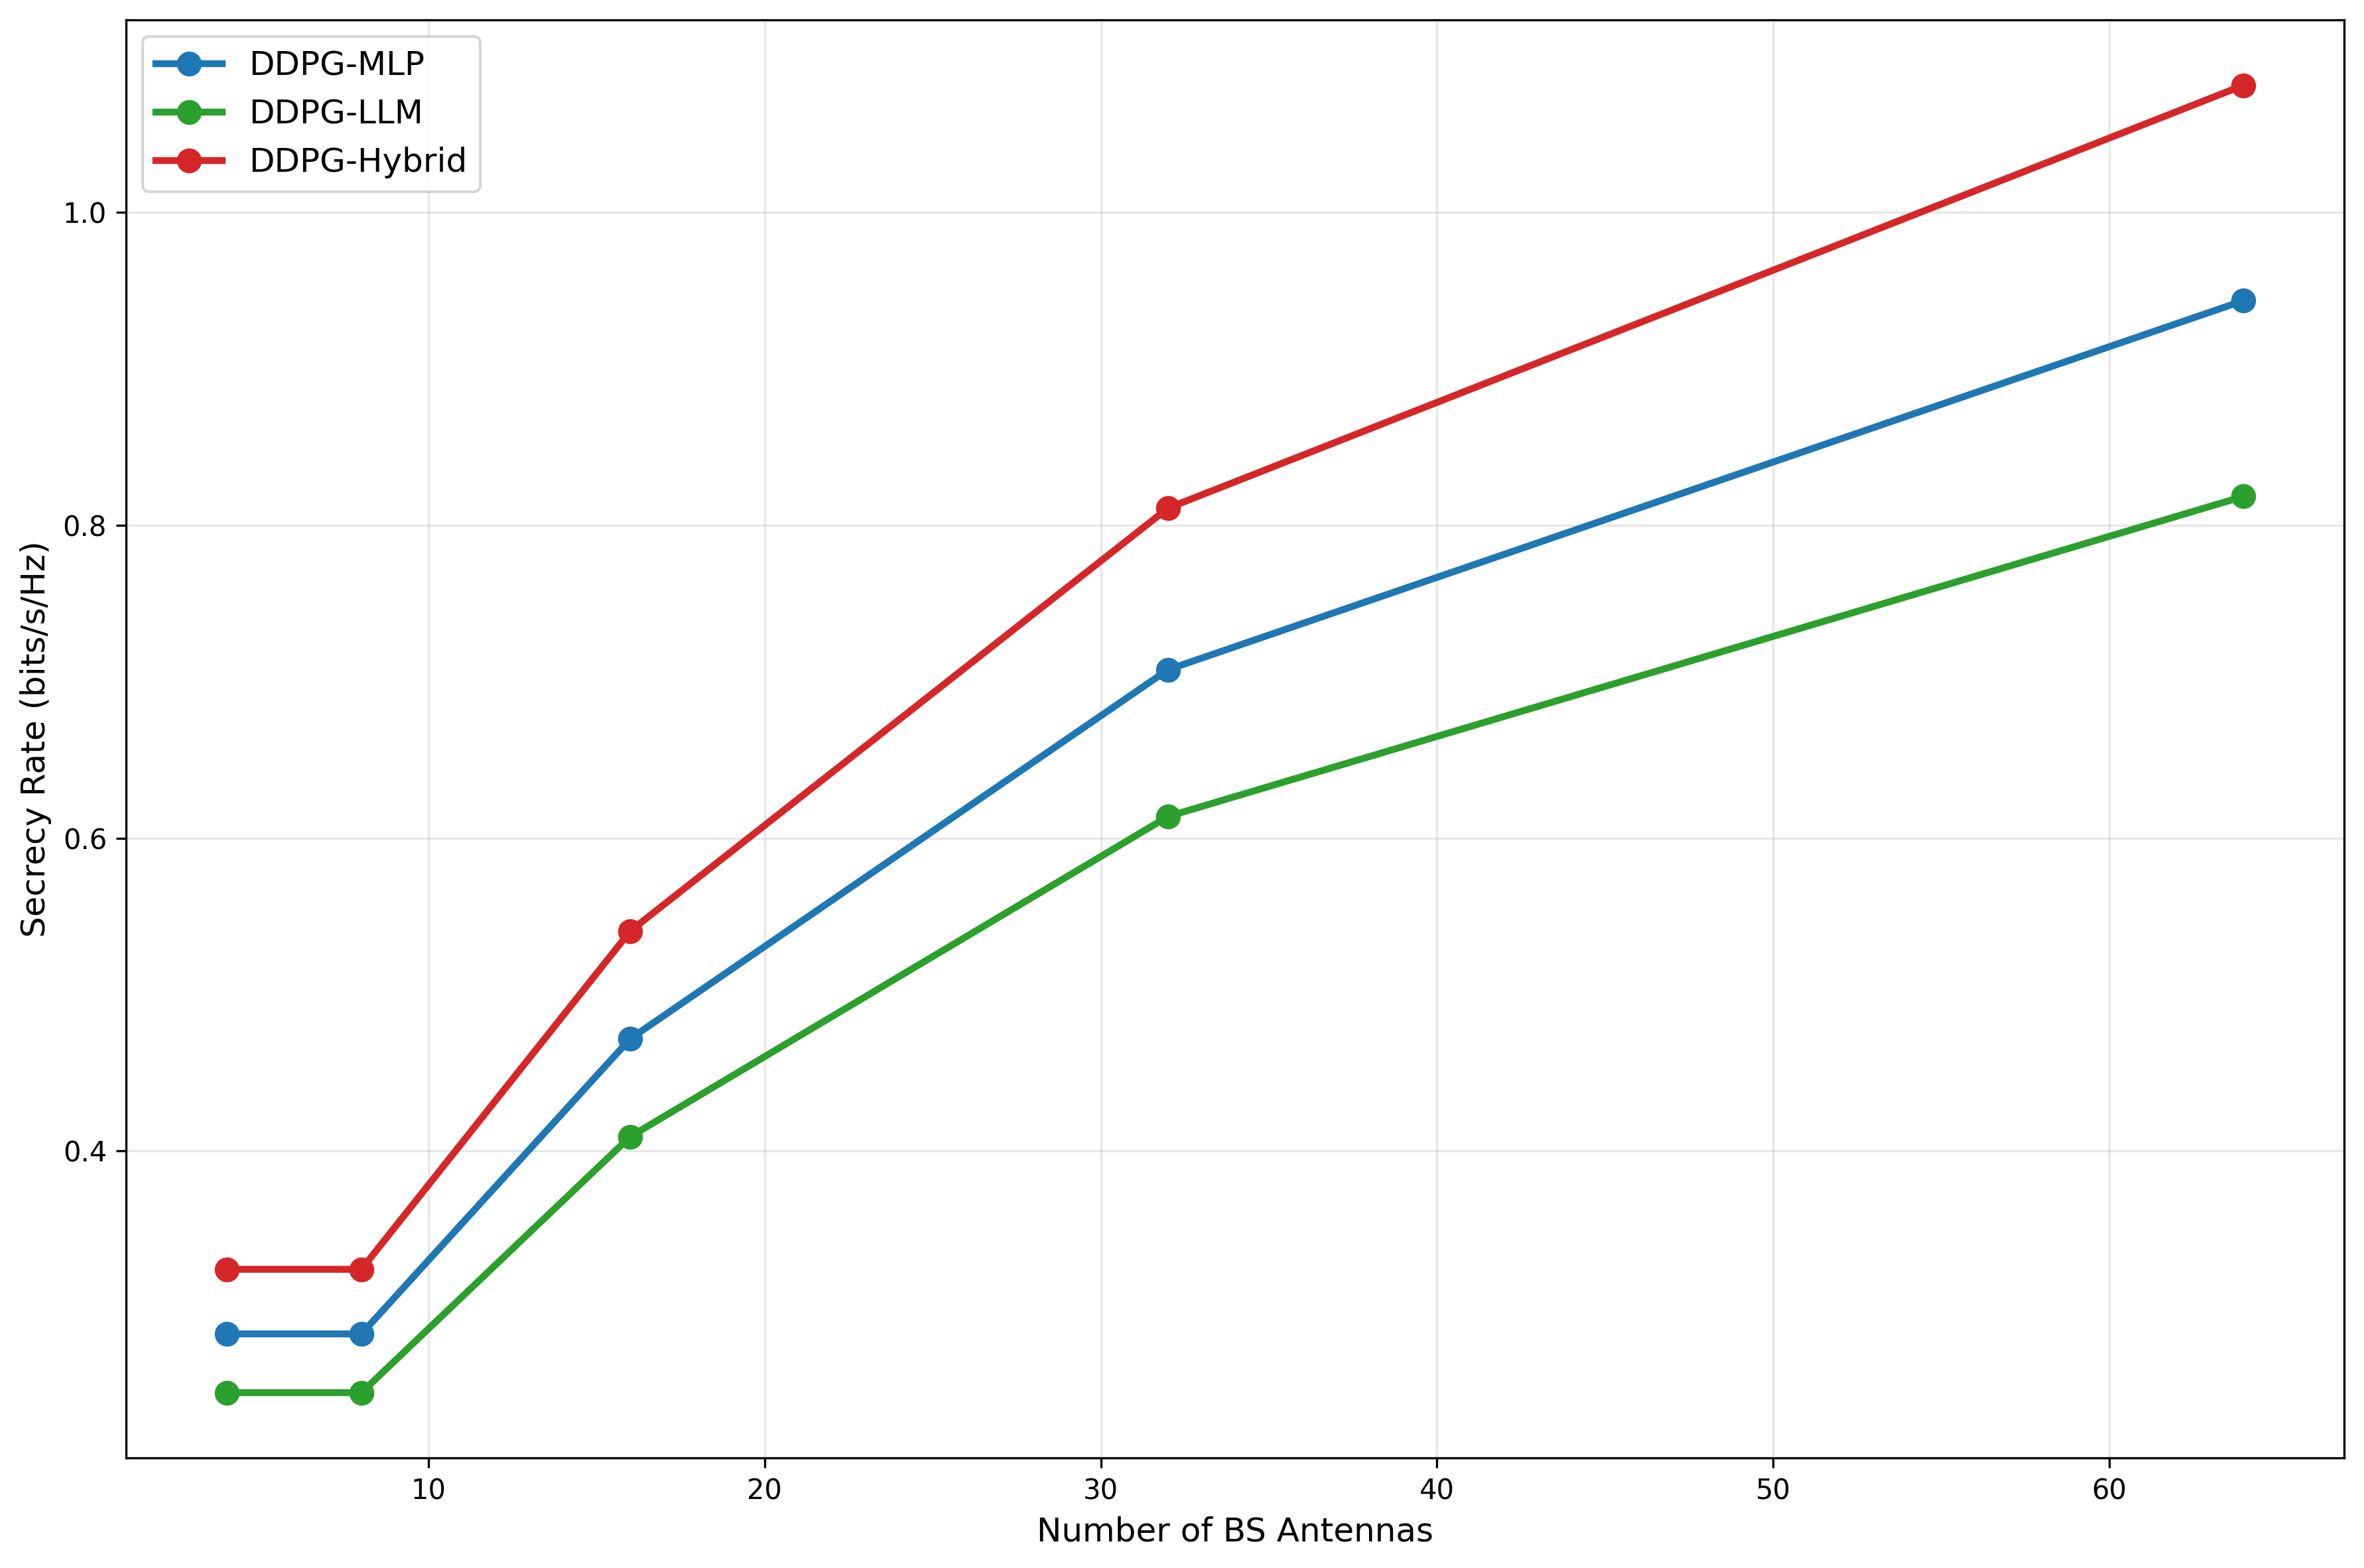 DDPG-MLP
DDPG-LLM
DDPG-Hybrid
1.0
0.8
0.6
0.4
Secrecy Rate (bits/s/Hz)
10 20 30 40 50 60
Number of BS Antennas